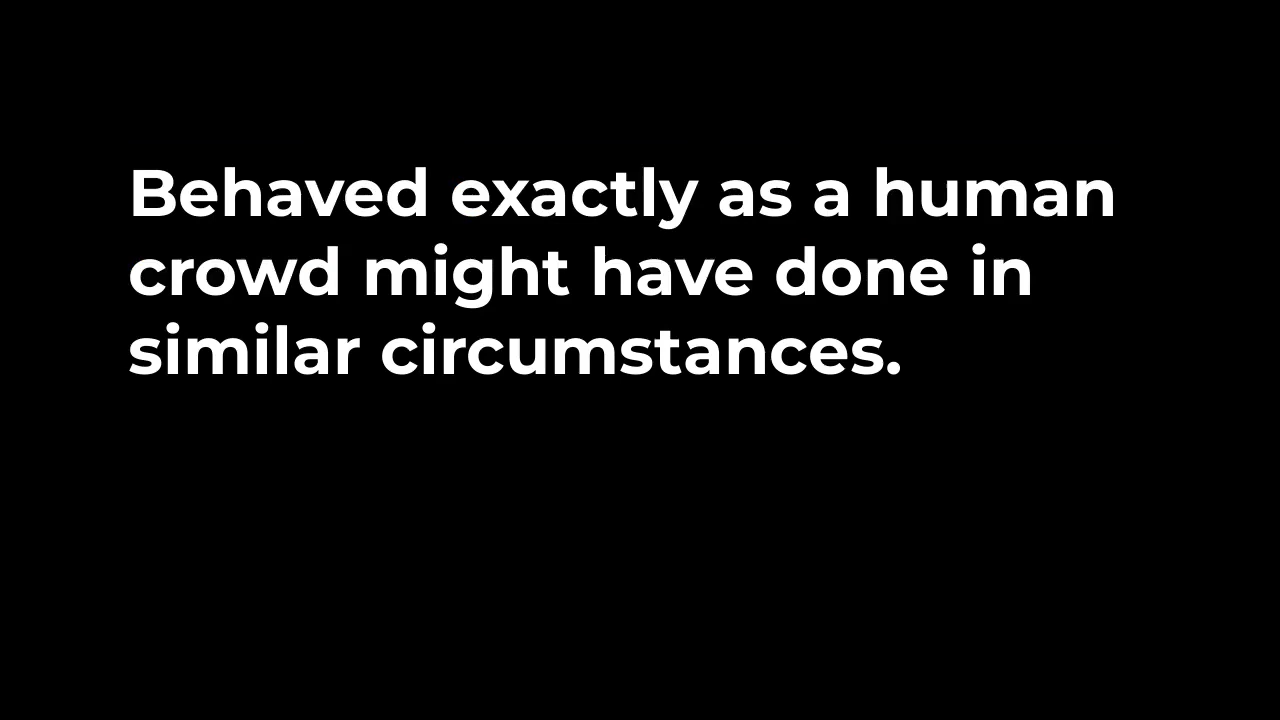 Behaved exactly as a human
crowd might have done in
similar circumstances.